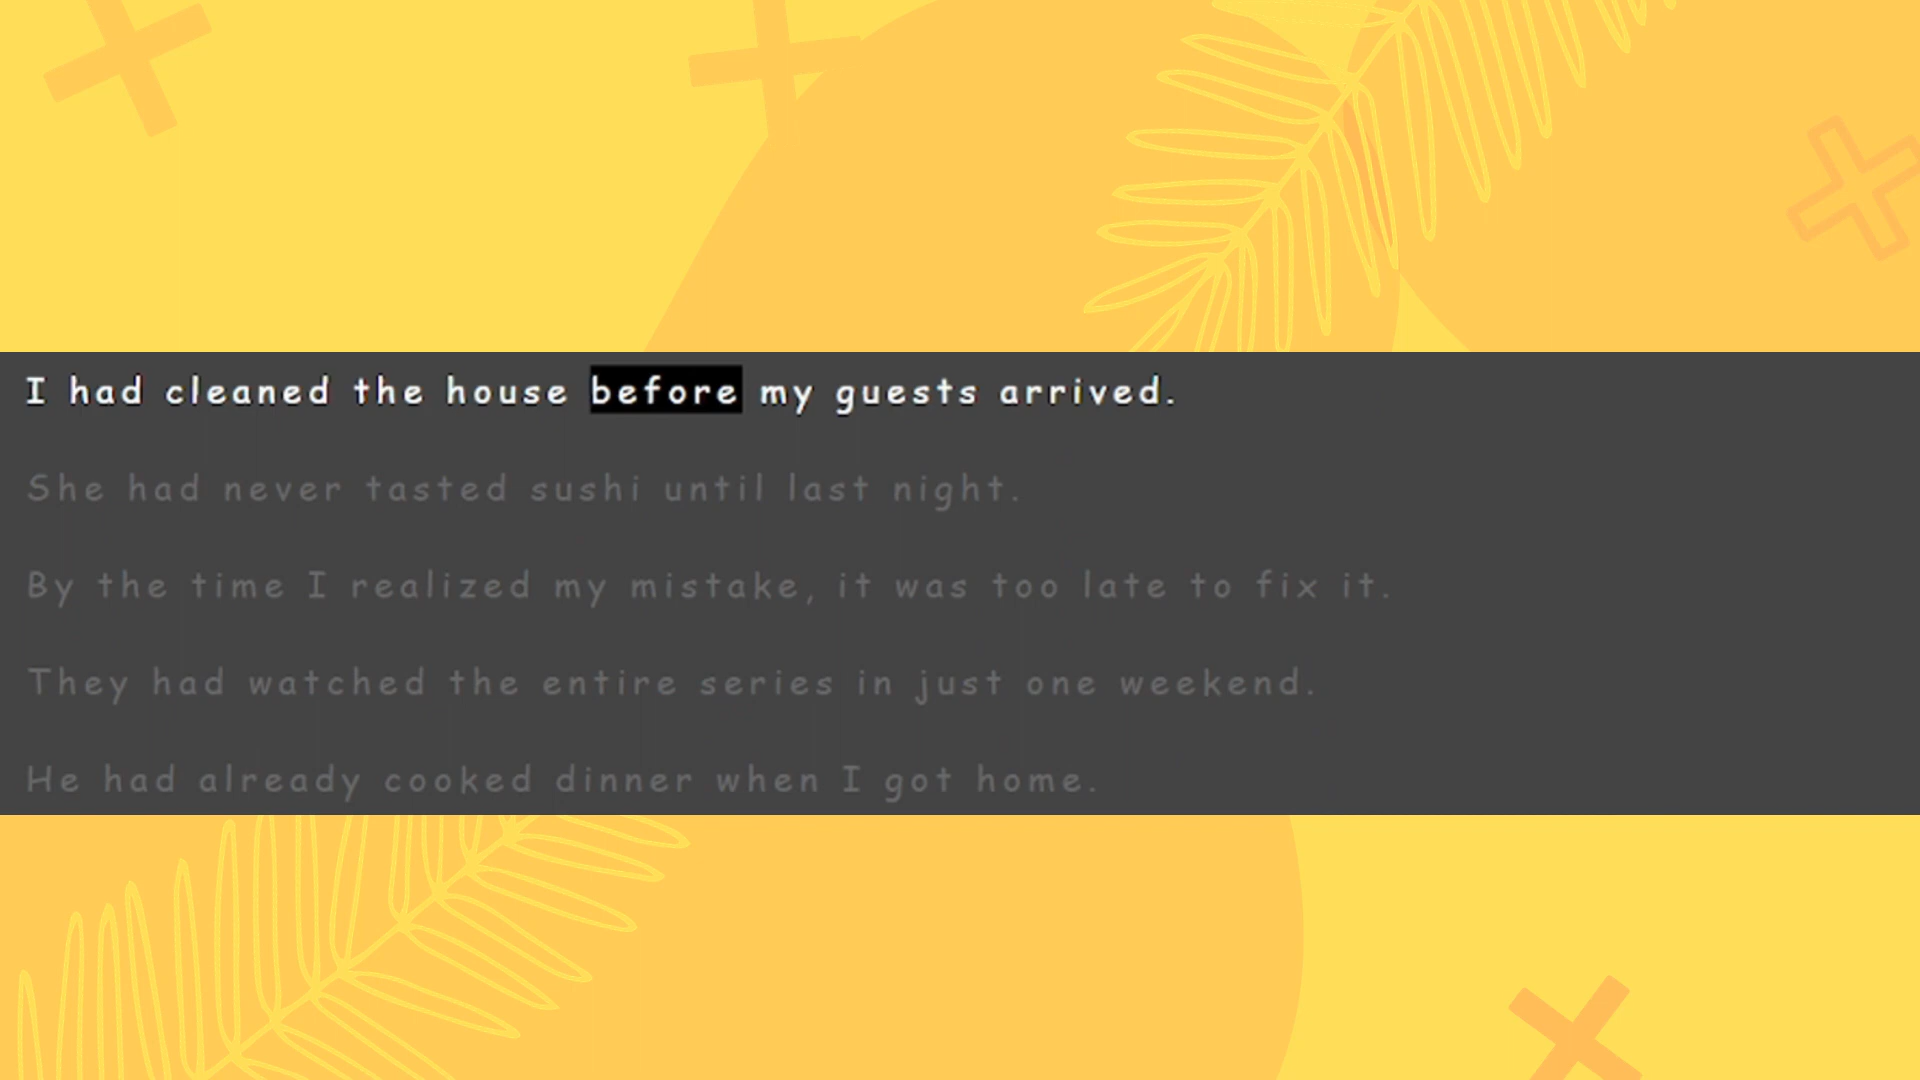 I had cleaned the house before my guests arrived.
She had never tasted sushi until last night.
By the time I realized my mistake, it was too late to fix it.
They had watched the entire series in just one weekend.
He had already cooked dinner when I got home.